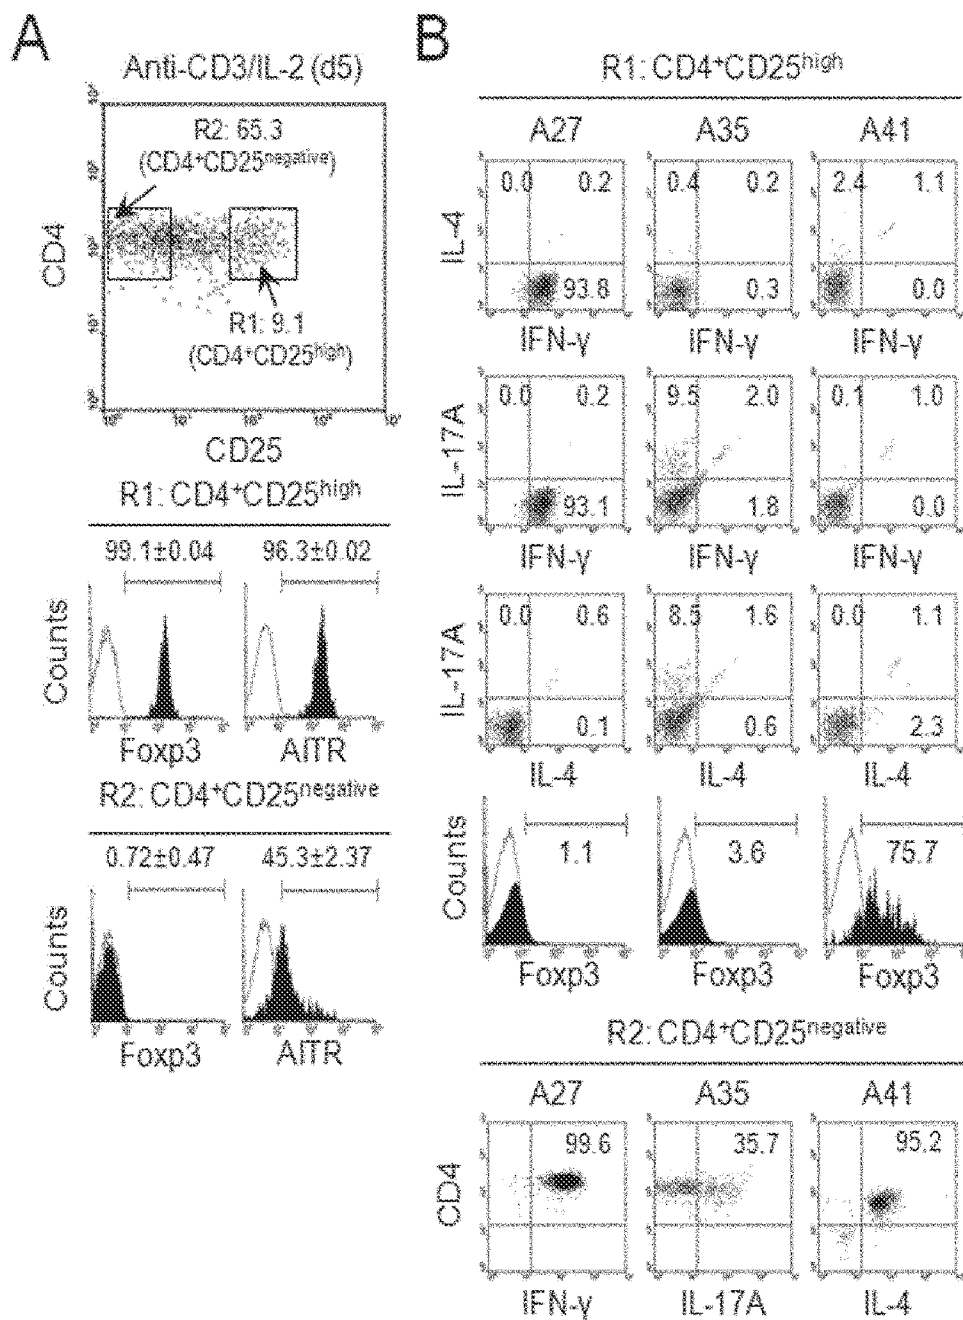 A
Anti-CD3/IL-2 (d5)
R2: 65.3
(CD4⁺CD25ⁿᵉᵍᵃᵗⁱᵛᵉ)
CD4
R1: 9.1
(CD4⁺CD25ʰⁱᵍʰ)
CD25
R1: CD4⁺CD25ʰⁱᵍʰ
99.1±0.04 96.3±0.02
Counts
Foxp3 AITR
R2: CD4⁺CD25ⁿᵉᵍᵃᵗⁱᵛᵉ
0.72±0.47 45.3±2.37
Counts
Foxp3 AITR
B
R1: CD4⁺CD25ʰⁱᵍʰ
A27 A35 A41
0.0 0.2 0.4 0.2 2.4 1.1
IL-4
93.8 0.3 0.0
IFN-γ IFN-γ IFN-γ
0.0 0.2 9.5 2.0 0.1 1.0
IL-17A
93.1 1.8 0.0
IFN-γ IFN-γ IFN-γ
0.0 0.6 8.5 1.6 0.0 1.1
IL-17A
0.1 0.6 2.3
IL-4 IL-4 IL-4
Counts
1.1 3.6 75.7
Foxp3 Foxp3 Foxp3
R2: CD4⁺CD25ⁿᵉᵍᵃᵗⁱᵛᵉ
A27 A35 A41
99.6 35.7 95.2
CD4
IFN-γ IL-17A IL-4